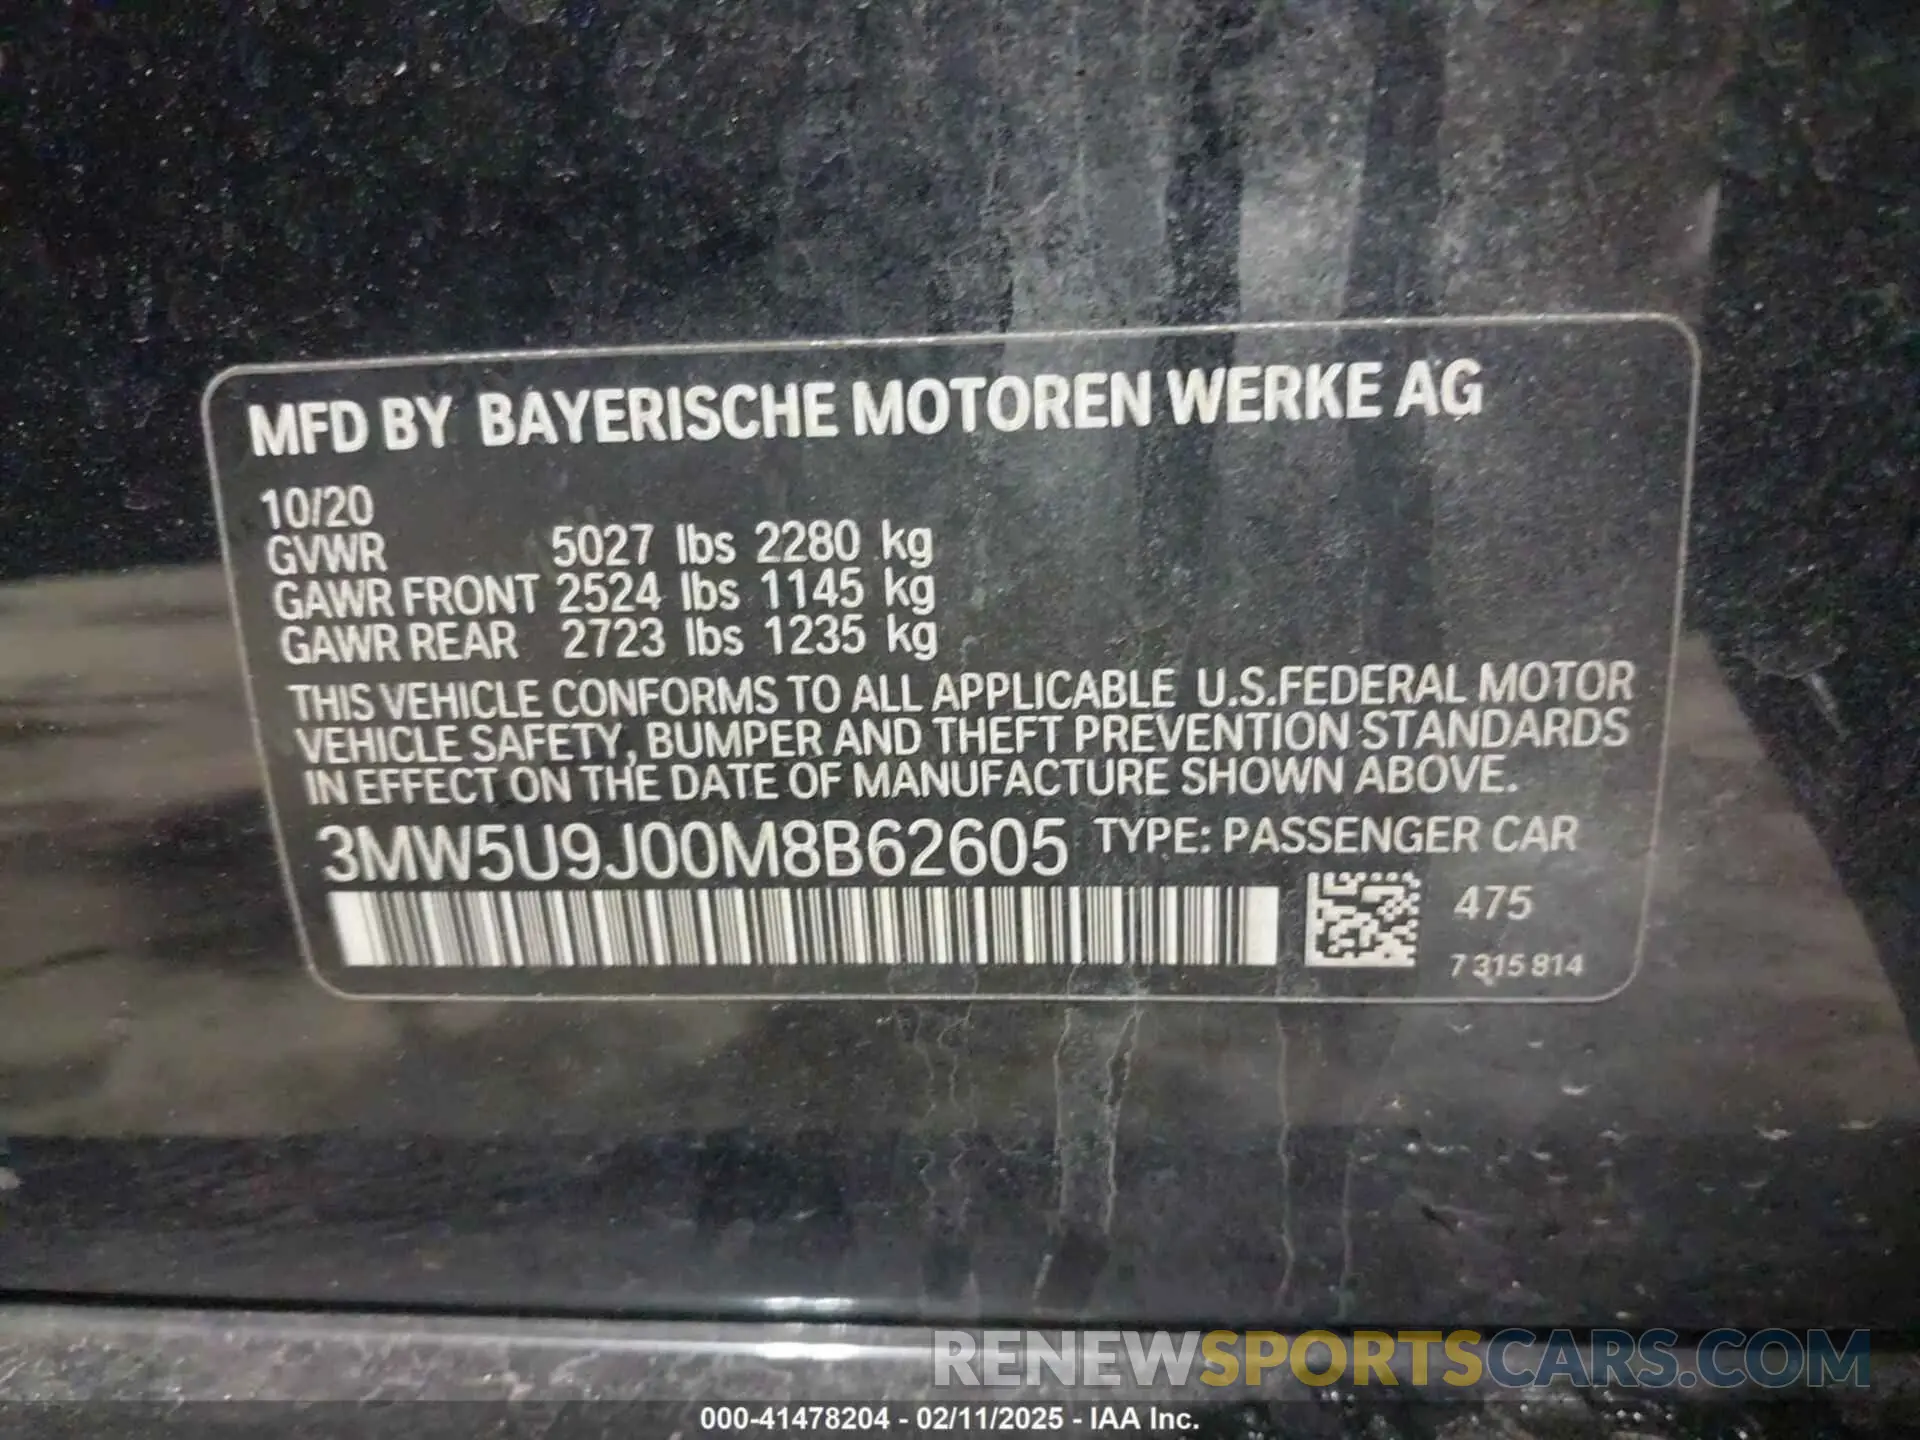 MFD BY BAYERISCHE MOTOREN WERKE AG
10/20
GVWR 5027 lbs 2280 kg
GAWR FRONT 2524 lbs 1145 kg
GAWR REAR 2723 lbs 1235 kg
THIS VEHICLE CONFORMS TO ALL APPLICABLE U.S.FEDERAL MOTOR
VEHICLE SAFETY, BUMPER AND THEFT PREVENTION STANDARDS
IN EFFECT ON THE DATE OF MANUFACTURE SHOWN ABOVE.
3MW5U9J00M8B62605 TYPE: PASSENGER CAR
475
7 315 814
RENEWSPORTSCARS.COM
000-41478204 - 02/11/2025 - IAA Inc.